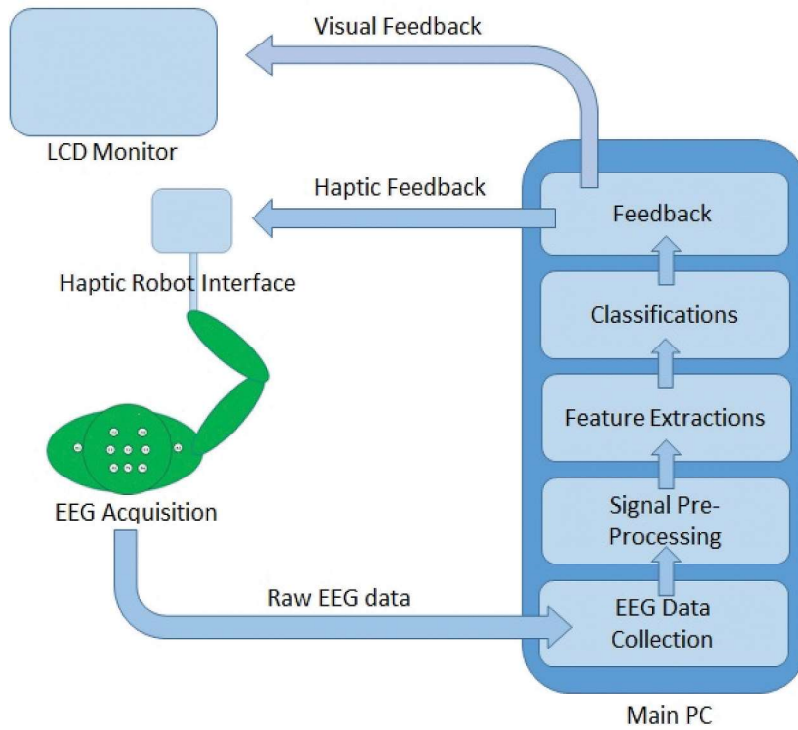 Visual Feedback
LCD Monitor
Haptic Feedback
Haptic Robot Interface
EEG Acquisition
Raw EEG data
Feedback
Classifications
Feature Extractions
Signal Pre-
Processing
EEG Data
Collection
Main PC